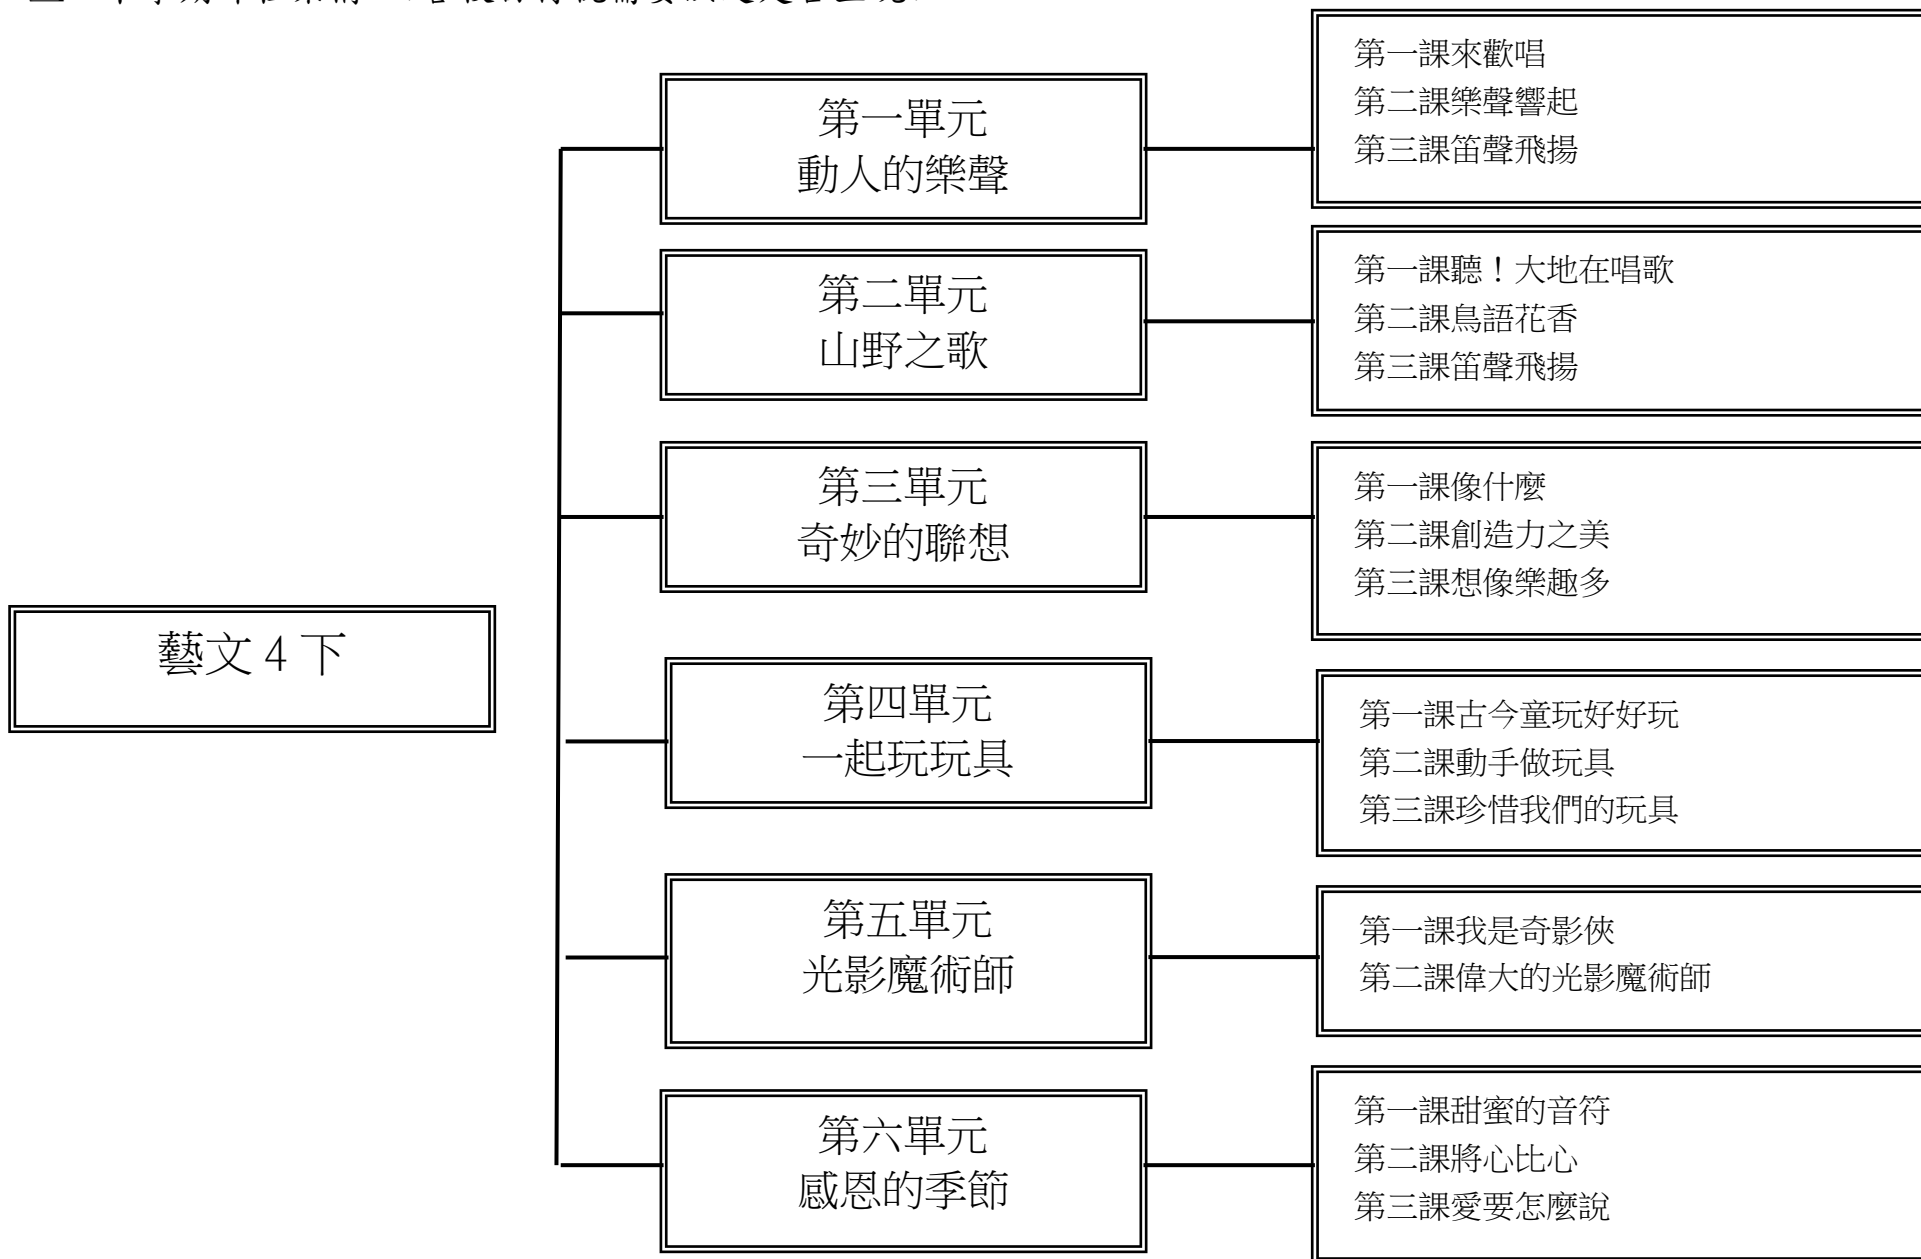 藝文4下
第一單元
動人的樂聲
第一課來歡唱
第二課樂聲響起
第三課笛聲飛揚
第二單元
山野之歌
第一課聽！大地在唱歌
第二課鳥語花香
第三課笛聲飛揚
第三單元
奇妙的聯想
第一課像什麼
第二課創造力之美
第三課想像樂趣多
第四單元
一起玩玩具
第一課古今童玩好好玩
第二課動手做玩具
第三課珍惜我們的玩具
第五單元
光影魔術師
第一課我是奇影俠
第二課偉大的光影魔術師
第六單元
感恩的季節
第一課甜蜜的音符
第二課將心比心
第三課愛要怎麼說